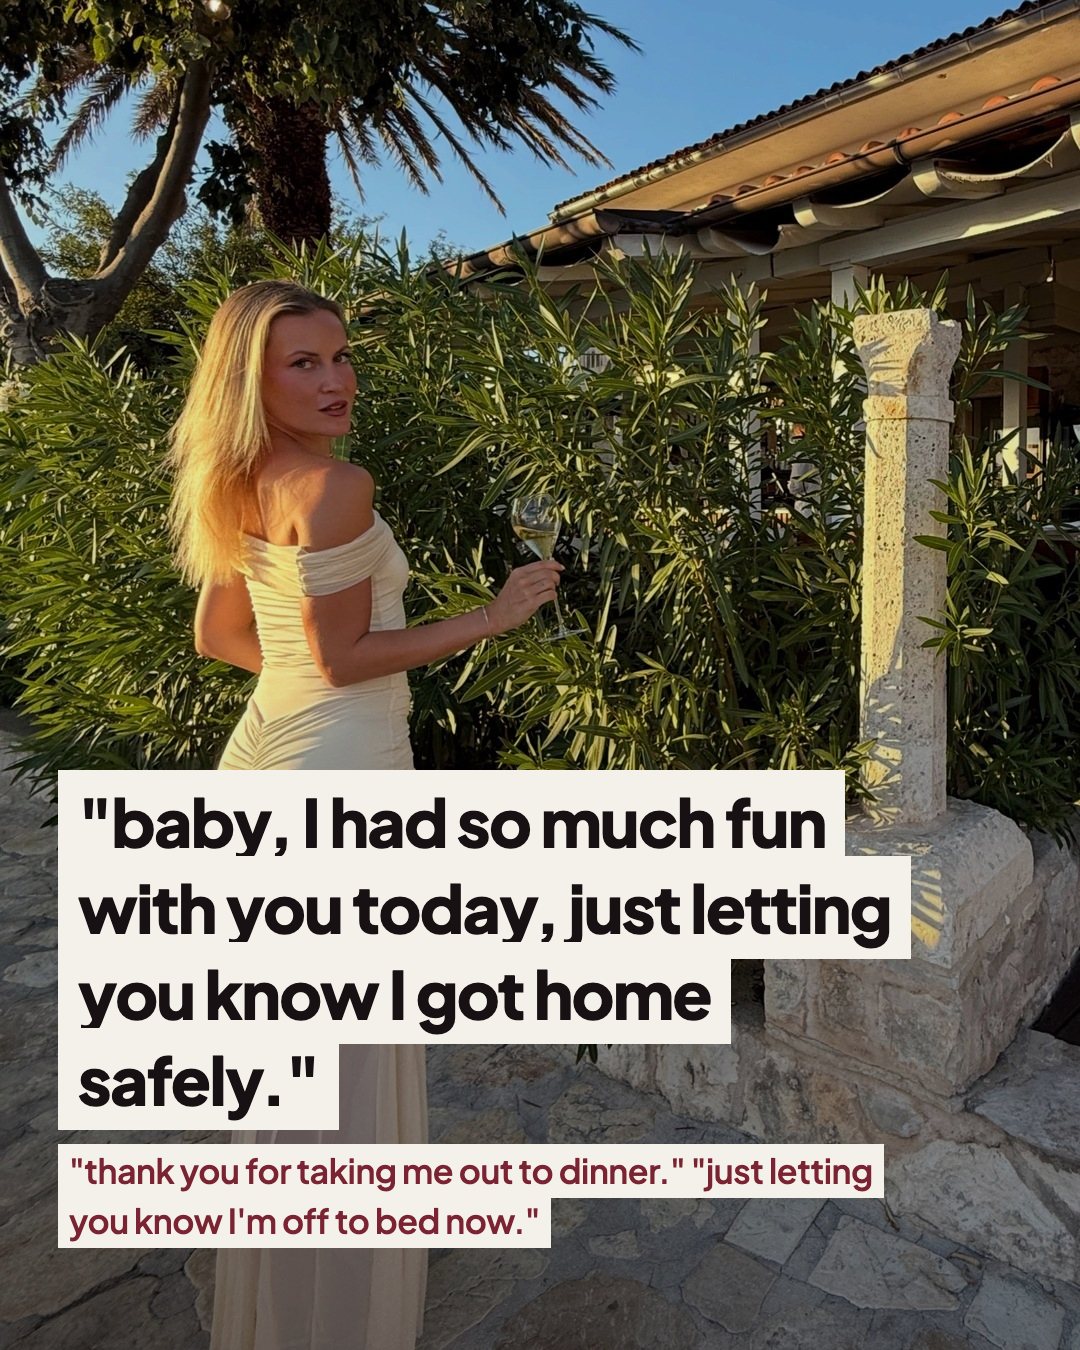 "baby, I had so much fun
with you today, just letting
you know I got home
safely."
"thank you for taking me out to dinner." "just letting
you know I'm off to bed now."